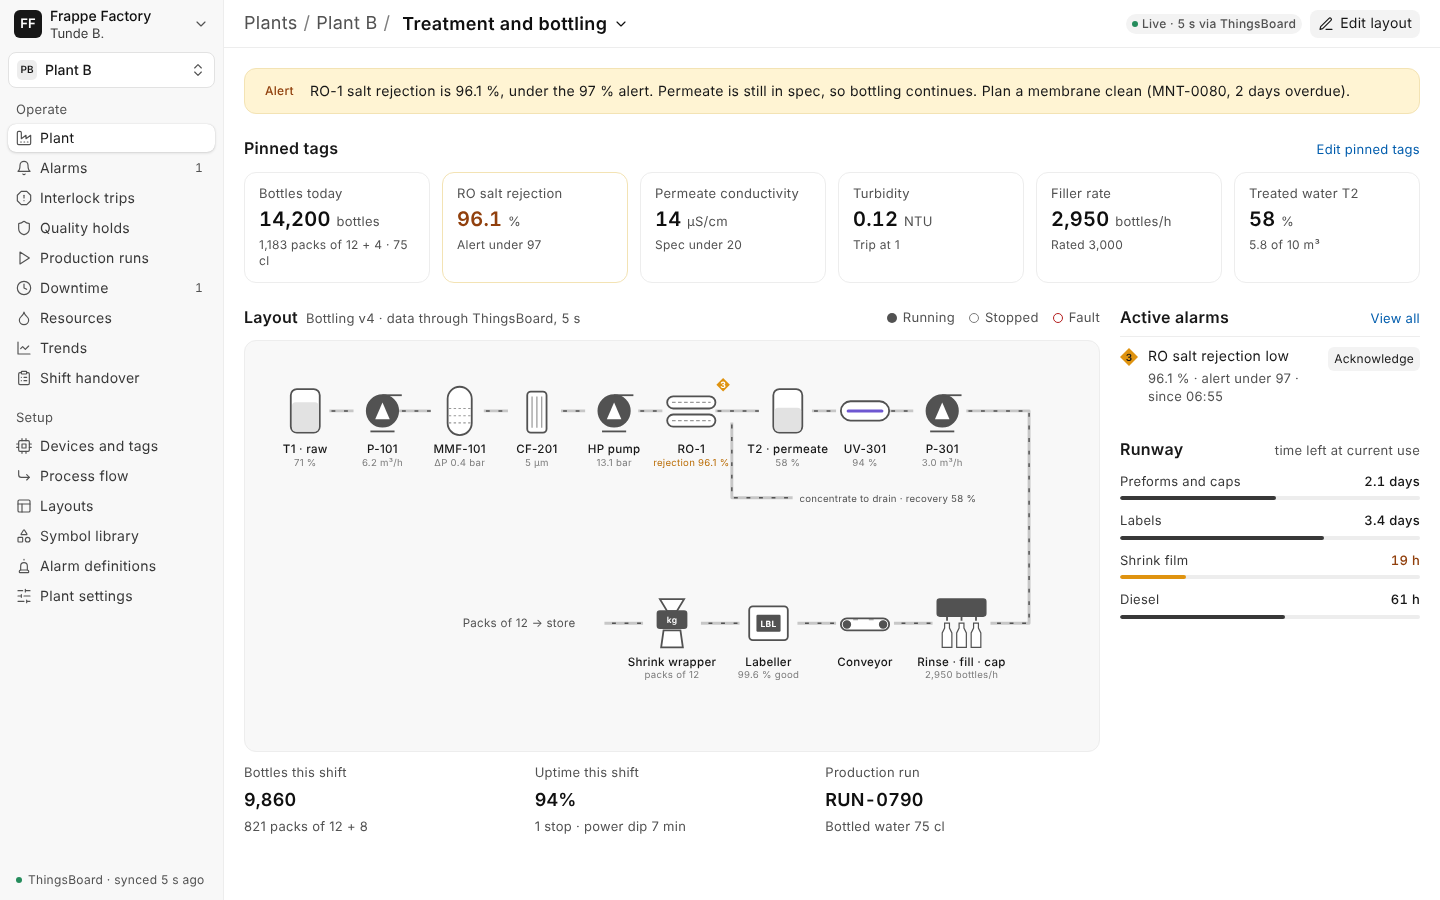 FF
Frappe Factory
Tunde B.
PB
Plant B
Operate
Plant
Alarms 1
Interlock trips
Quality holds
Production runs
Downtime 1
Resources
Trends
Shift handover
Setup
Devices and tags
Process flow
Layouts
Symbol library
Alarm definitions
Plant settings
ThingsBoard · synced 5 s ago
Plants / Plant B / Treatment and bottling
Live · 5 s via ThingsBoard
Edit layout
Alert RO-1 salt rejection is 96.1 %, under the 97 % alert. Permeate is still in spec, so bottling continues. Plan a membrane clean (MNT-0080, 2 days overdue).
Pinned tags
Edit pinned tags
Bottles today
14,200 bottles
1,183 packs of 12 + 4 · 75
cl
RO salt rejection
96.1 %
Alert under 97
Permeate conductivity
14 µS/cm
Spec under 20
Turbidity
0.12 NTU
Trip at 1
Filler rate
2,950 bottles/h
Rated 3,000
Treated water T2
58 %
5.8 of 10 m³
Layout Bottling v4 · data through ThingsBoard, 5 s
Running Stopped Fault
3
T1 · raw
71 %
P-101
6.2 m³/h
MMF-101
ΔP 0.4 bar
CF-201
5 µm
HP pump
13.1 bar
RO-1
rejection 96.1 %
T2 · permeate
58 %
UV-301
94 %
P-301
3.0 m³/h
concentrate to drain · recovery 58 %
Packs of 12 → store
kg
Shrink wrapper
packs of 12
LBL
Labeller
99.6 % good
Conveyor
Rinse · fill · cap
2,950 bottles/h
Bottles this shift
9,860
821 packs of 12 + 8
Uptime this shift
94%
1 stop · power dip 7 min
Production run
RUN-0790
Bottled water 75 cl
Active alarms
View all
3
RO salt rejection low
96.1 % · alert under 97 ·
since 06:55
Acknowledge
Runway
time left at current use
Preforms and caps 2.1 days
Labels 3.4 days
Shrink film 19 h
Diesel 61 h